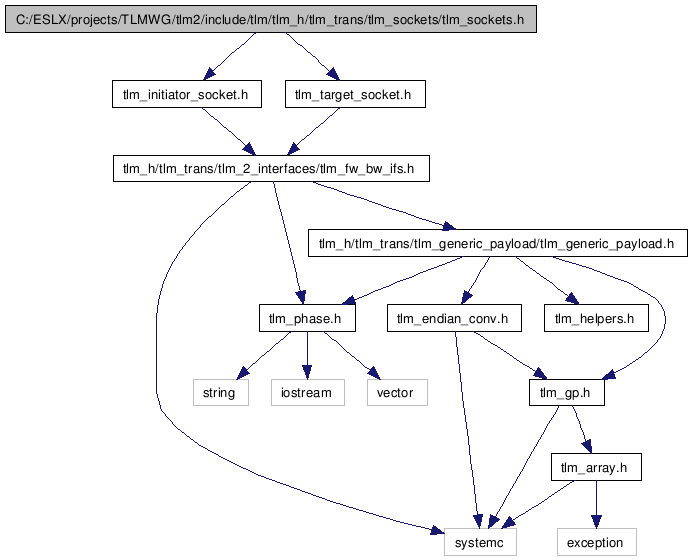 C:/ESLX/projects/TLMWG/tlm2/include/tlm/tlm_h/tlm_trans/tlm_sockets/tlm_sockets.h
tlm_initiator_socket.h
tlm_target_socket.h
tlm_h/tlm_trans/tlm_2_interfaces/tlm_fw_bw_ifs.h
tlm_h/tlm_trans/tlm_generic_payload/tlm_generic_payload.h
tlm_phase.h
tlm_endian_conv.h
tlm_helpers.h
string
iostream
vector
tlm_gp.h
tlm_array.h
systemc
exception